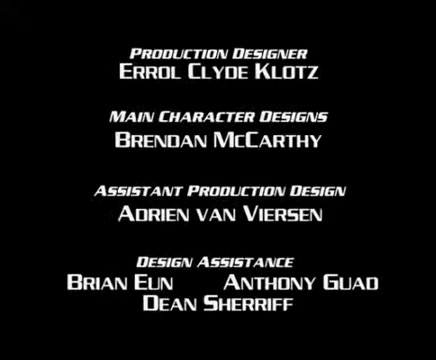 Production Designer
Errol Clyde Klotz
Main Character Designs
Brendan McCarthy
Assistant Production Design
Adrien van Viersen
Design Assistance
Brian Eun Anthony Guad
Dean Sherriff